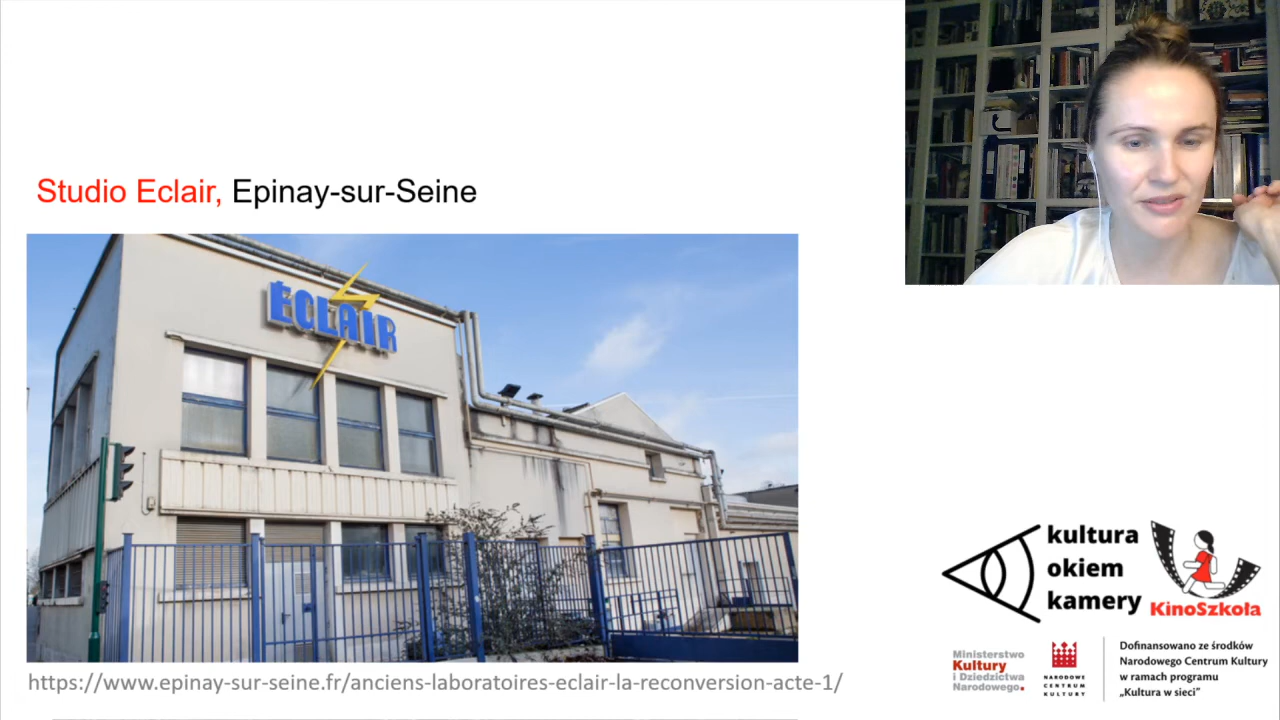 Studio Eclair, Epinay-sur-Seine
ECLAIR
https://www.epinay-sur-seine.fr/anciens-laboratoires-eclair-la-reconversion-acte-1/
kultura
okiem
kamery
KinoSzkoła
Ministerstwo
Kultury
i Dziedzictwa
Narodowego.
NARODOWE
CENTRUM
KULTURY
Dofinansowano ze środków
Narodowego Centrum Kultury
w ramach programu
„Kultura w sieci”